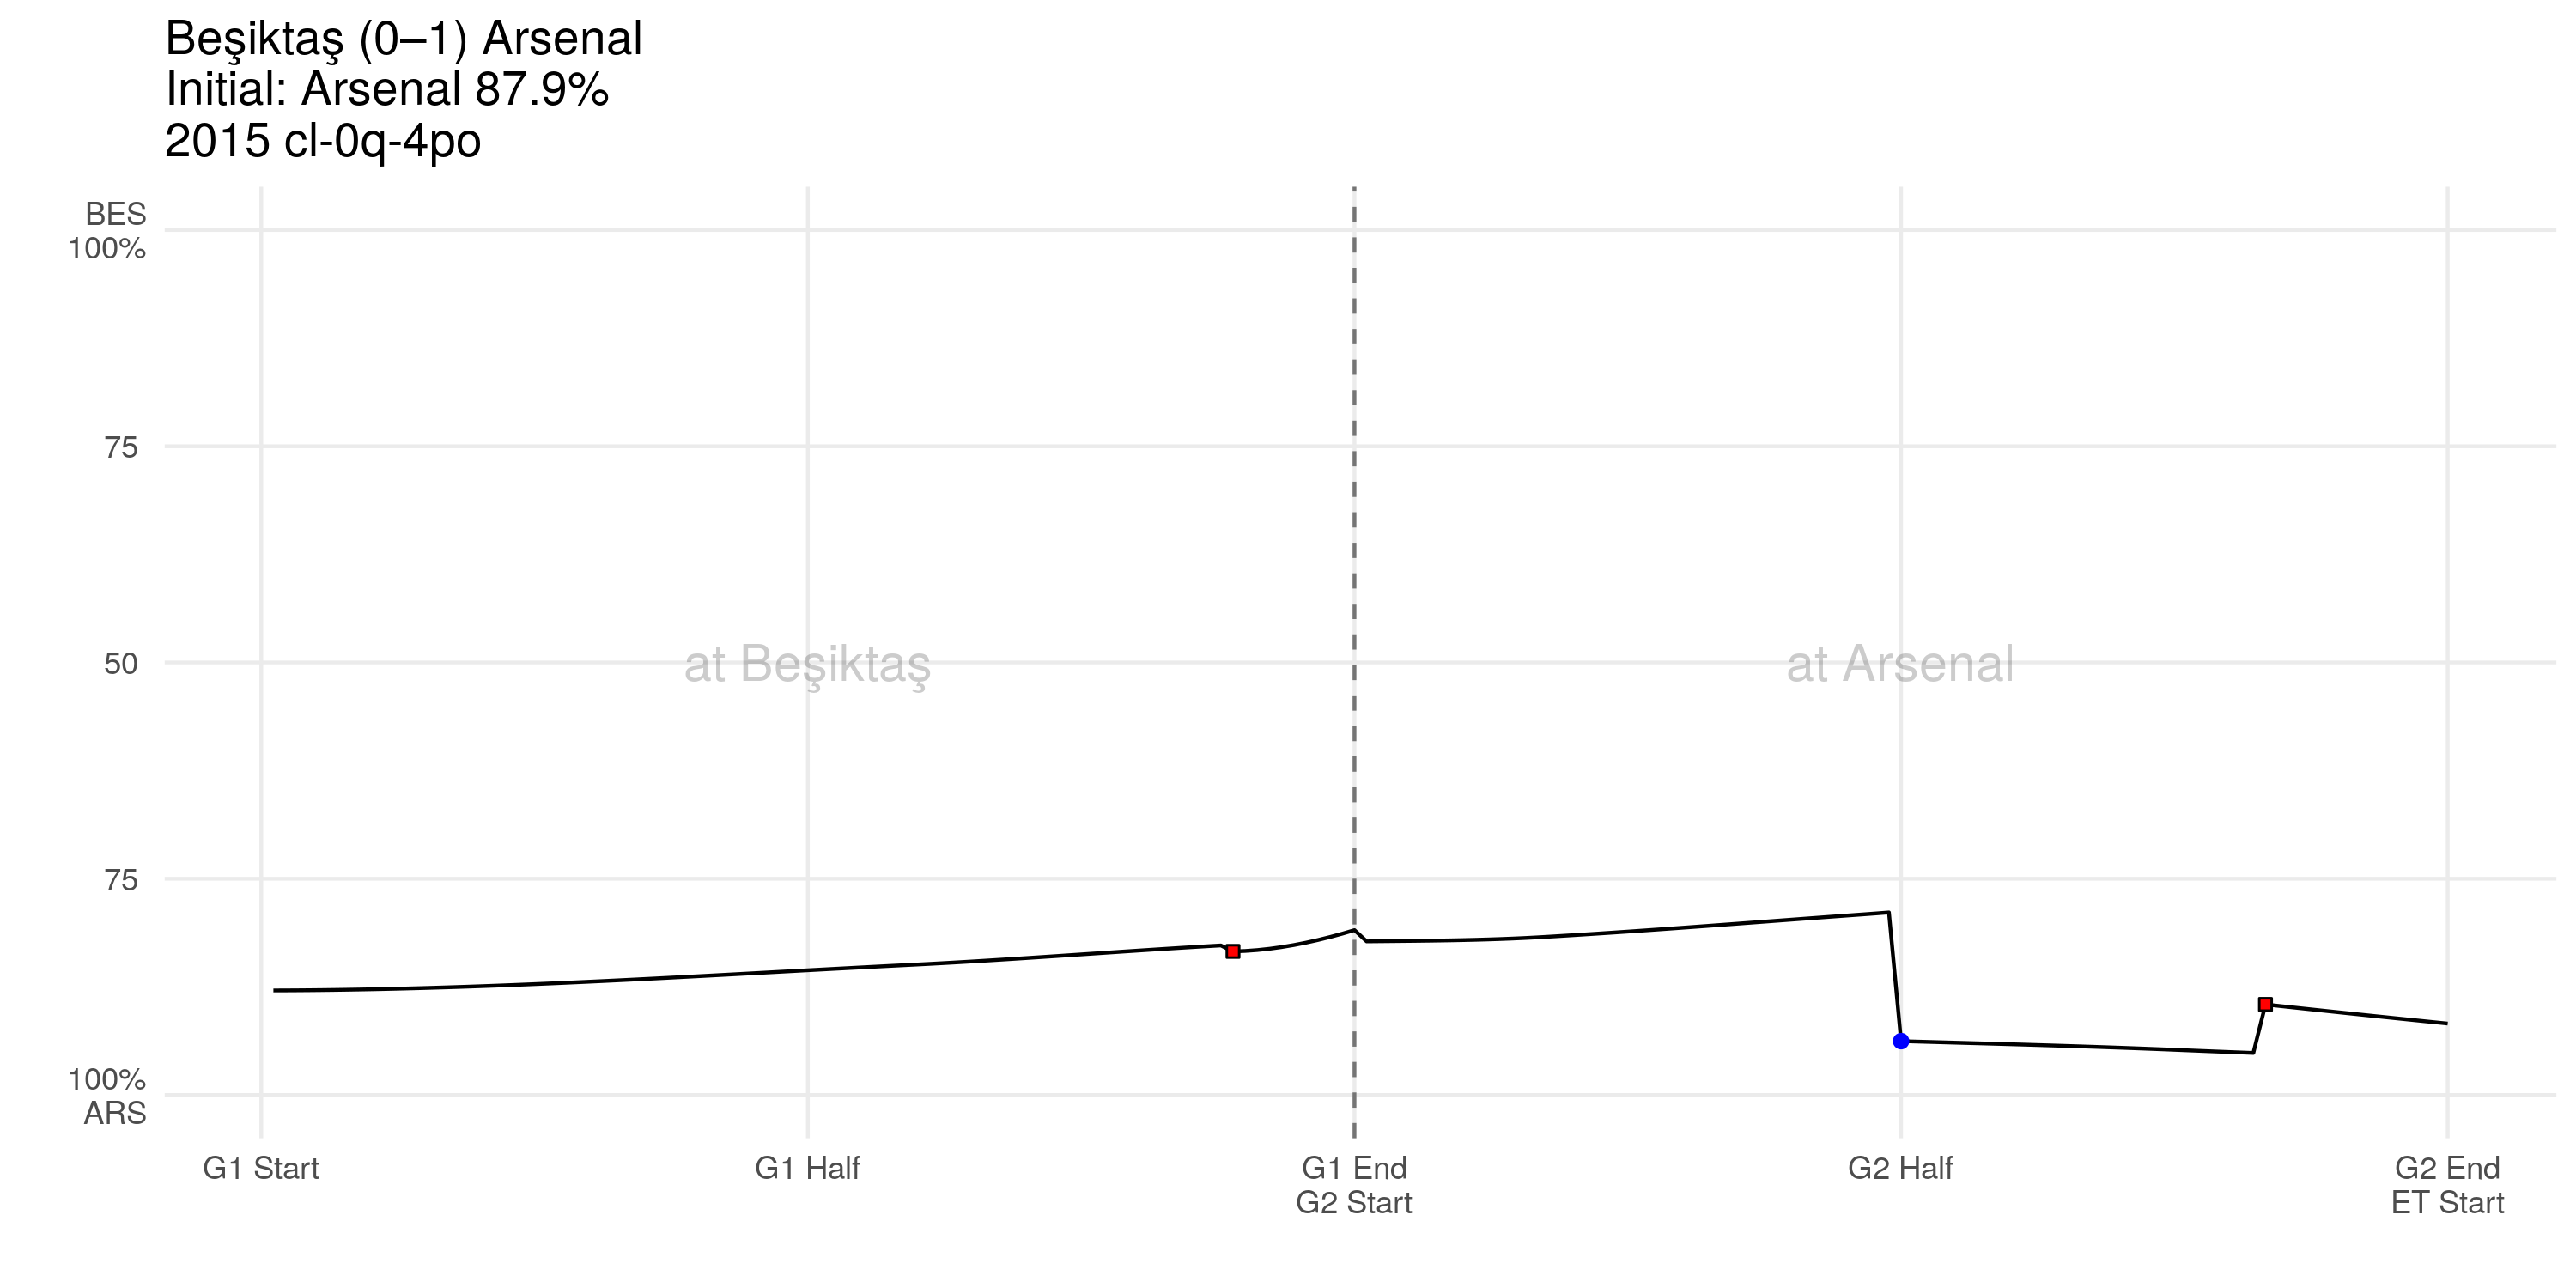 Beşiktaş (0–1) Arsenal
Initial: Arsenal 87.9%
2015 cl-0q-4po
BES
100%
75
50
75
100%
ARS
at Beşiktaş
at Arsenal
G1 Start
G1 Half
G1 End
G2 Start
G2 Half
G2 End
ET Start